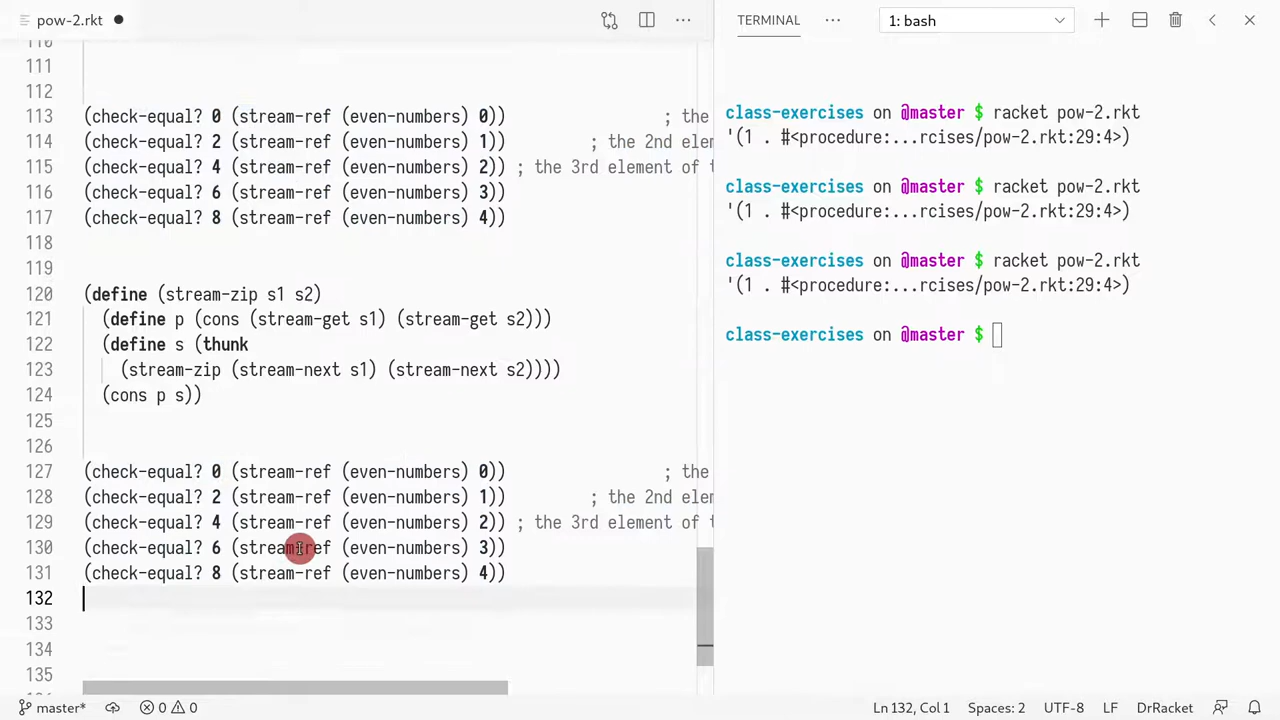 pow-2.rkt
TERMINAL
1: bash
110
111
112
113 (check-equal? 0 (stream-ref (even-numbers) 0)) ; the
114 (check-equal? 2 (stream-ref (even-numbers) 1)) ; the 2nd elem
115 (check-equal? 4 (stream-ref (even-numbers) 2)) ; the 3rd element of t
116 (check-equal? 6 (stream-ref (even-numbers) 3))
117 (check-equal? 8 (stream-ref (even-numbers) 4))
118
119
120 (define (stream-zip s1 s2)
121 (define p (cons (stream-get s1) (stream-get s2)))
122 (define s (thunk
123 (stream-zip (stream-next s1) (stream-next s2))))
124 (cons p s))
125
126
127 (check-equal? 0 (stream-ref (even-numbers) 0)) ; the
128 (check-equal? 2 (stream-ref (even-numbers) 1)) ; the 2nd elem
129 (check-equal? 4 (stream-ref (even-numbers) 2)) ; the 3rd element of t
130 (check-equal? 6 (stream-ref (even-numbers) 3))
131 (check-equal? 8 (stream-ref (even-numbers) 4))
132
133
134
135
class-exercises on @master $ racket pow-2.rkt
'(1 . #<procedure:...rcises/pow-2.rkt:29:4>)
class-exercises on @master $ racket pow-2.rkt
'(1 . #<procedure:...rcises/pow-2.rkt:29:4>)
class-exercises on @master $ racket pow-2.rkt
'(1 . #<procedure:...rcises/pow-2.rkt:29:4>)
class-exercises on @master $
master* 0 0 Ln 132, Col 1 Spaces: 2 UTF-8 LF DrRacket